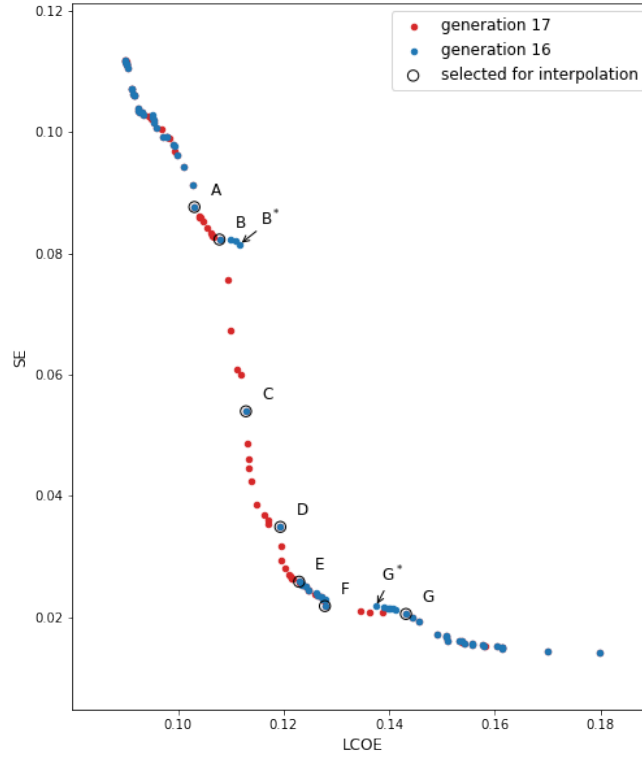 0.12
generation 17
generation 16
selected for interpolation
0.10
A
B
B*
0.08
SE
0.06
C
0.04
D
E
G*
F
G
0.02
0.10 0.12 0.14 0.16 0.18
LCOE